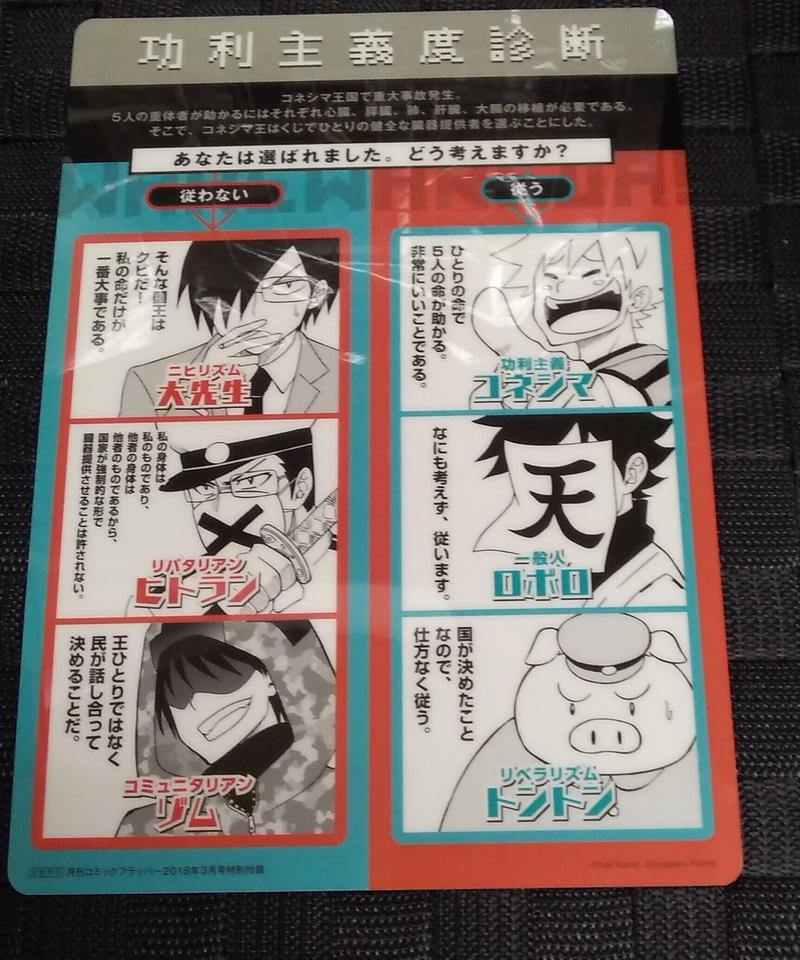 功利主義度診断
コネシマ王国で重大事故発生。
5人の重体者が助かるにはそれぞれ心臓、膵臓、肺、肝臓、大腸の移植が必要である。
そこで、コネシマ王はくじでひとりの健全な臓器提供者を選ぶことにした。
あなたは選ばれました。どう考えますか？
従わない
そんな国王は
クビだ！
私の命だけが
一番大事である。
ニヒリズム
大先生
私の身体は
私のものであり、
他者の身体は
他者のものであるから、
国家が強制的な形で
臓器提供させることは許されない。
リバタリアン
ヒトラン
王ひとりではなく
民が話し合って
決めることだ。
コミュニタリアン
ゾム
従う
ひとりの命で
5人の命が助かる。
非常にいいことである。
功利主義
コネシマ
なにも考えず、従います。
天
一般人
ロボロ
国が決めたこと
なので、
仕方なく従う。
リベラリズム
トントン
月刊コミックフラッパー2018年3月号特別付録